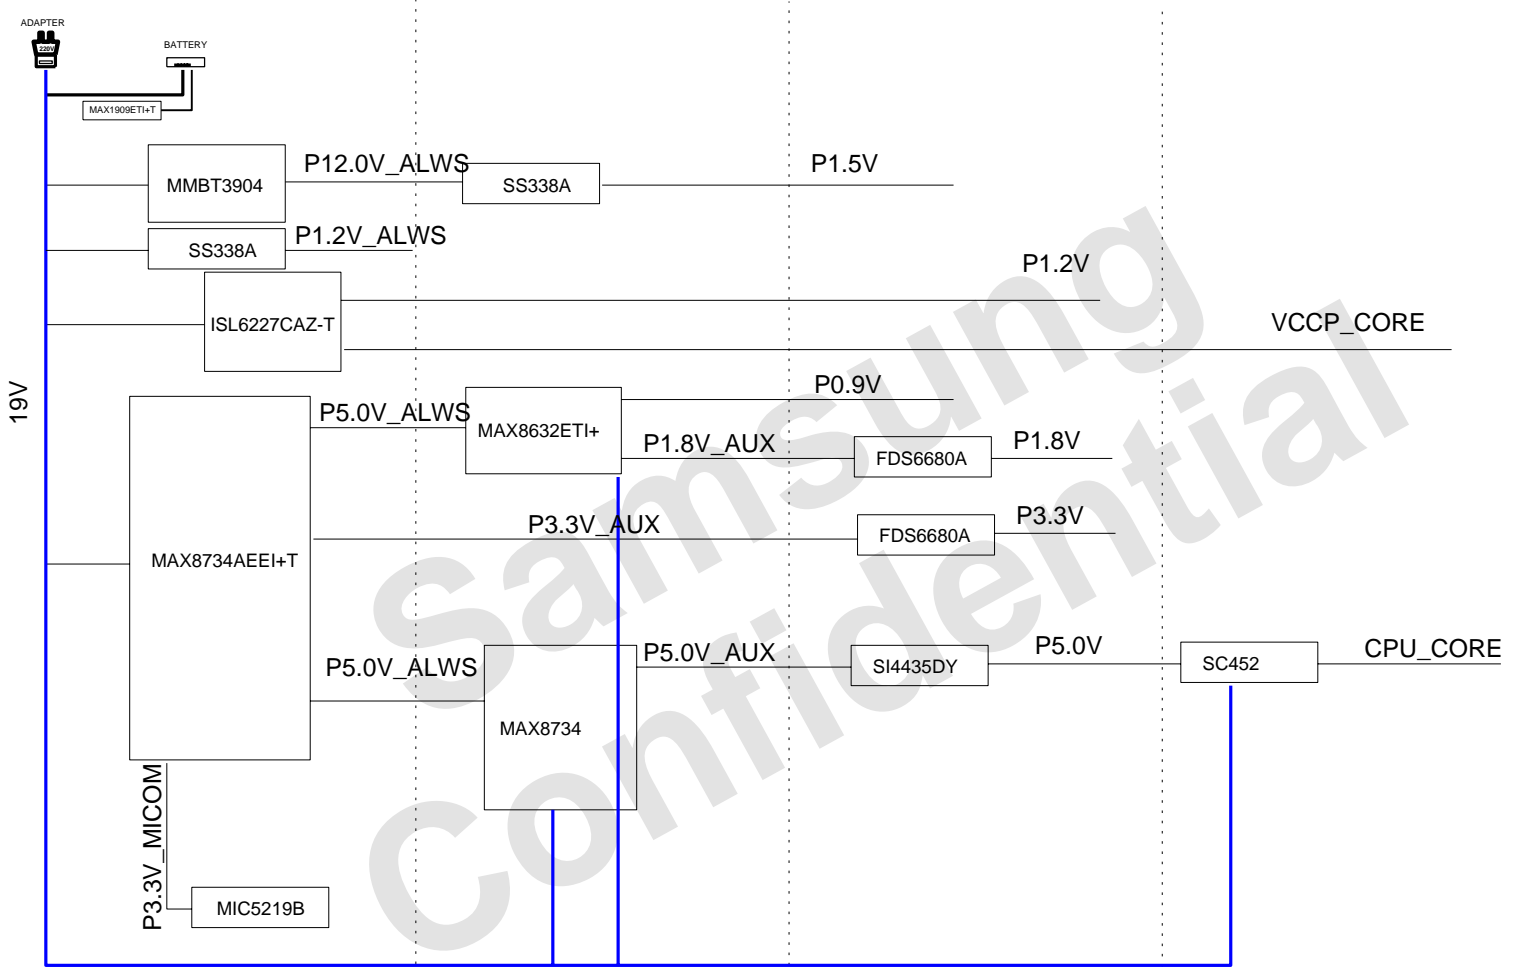 ADAPTER
220V
BATTERY
MAX1909ETI+T
MMBT3904
P12.0V_ALWS
SS338A
P1.5V
SS338A
P1.2V_ALWS
P1.2V
ISL6227CAZ-T
VCCP_CORE
19V
P5.0V_ALWS
MAX8632ETI+
P0.9V
P1.8V_AUX
FDS6680A
P1.8V
MAX8734AEEI+T
P3.3V_AUX
FDS6680A
P3.3V
P5.0V_ALWS
MAX8734
P5.0V_AUX
SI4435DY
P5.0V
SC452
CPU_CORE
P3.3V_MICOM
MIC5219B
Samsung
Confidential